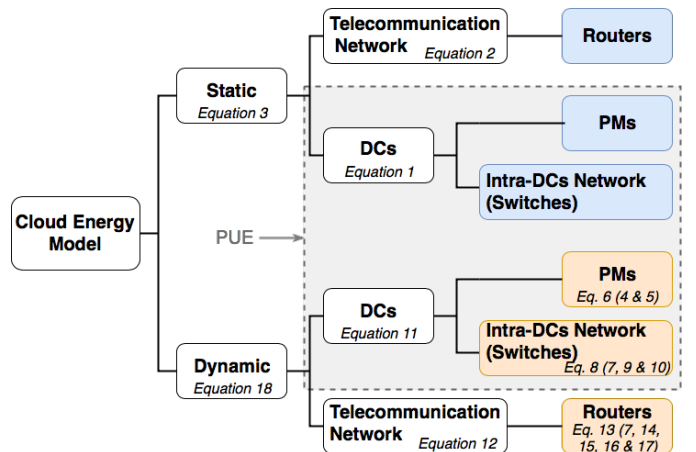 Telecommunication
Network
Equation 2
Routers
Static
Equation 3
PMs
DCs
Equation 1
Intra-DCs Network
(Switches)
Cloud Energy
Model
PUE
PMs
Eq. 6 (4 & 5)
DCs
Equation 11
Intra-DCs Network
(Switches)
Eq. 8 (7, 9 & 10)
Dynamic
Equation 18
Telecommunication
Network
Equation 12
Routers
Eq. 13 (7, 14,
15, 16 & 17)